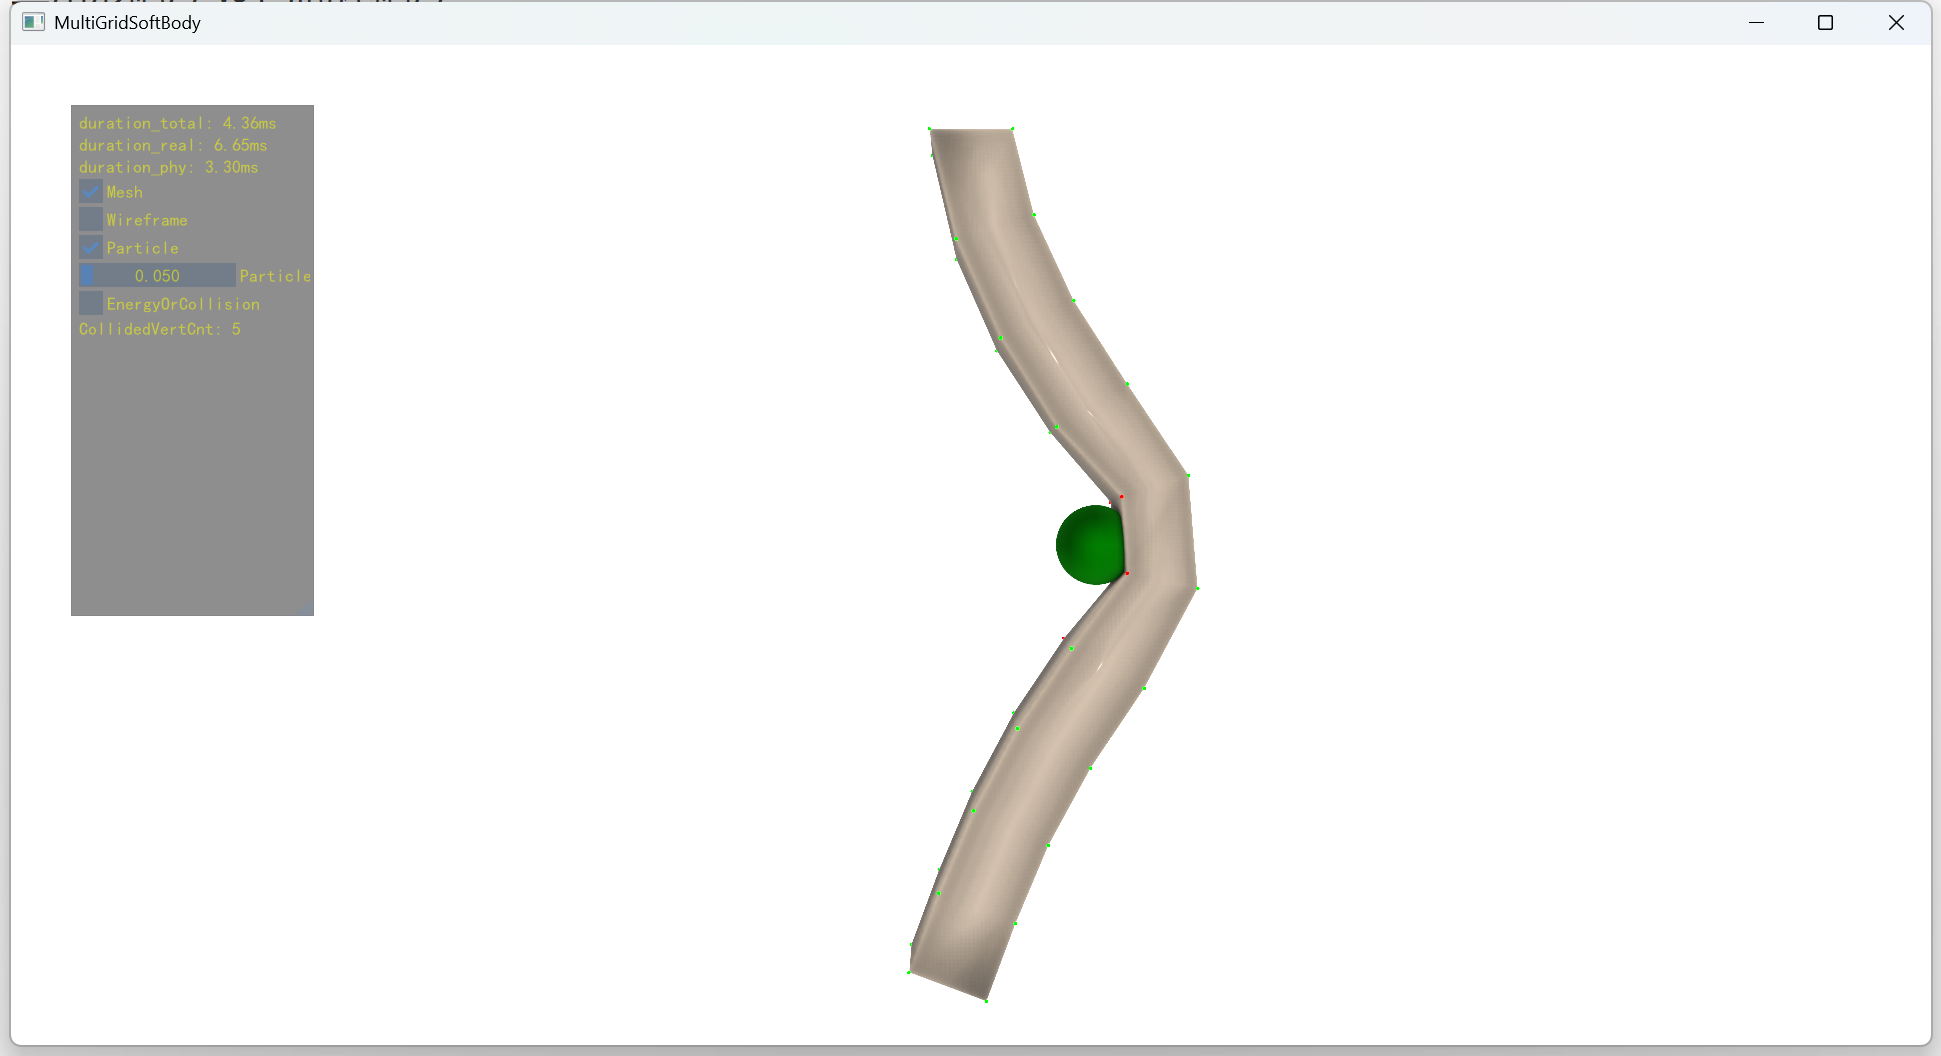 MultiGridSoftBody
duration_total: 4.36ms
duration_real: 6.65ms
duration_phy: 3.30ms
Mesh
Wireframe
Particle
0.050 Particle
EnergyOrCollision
CollidedVertCnt: 5